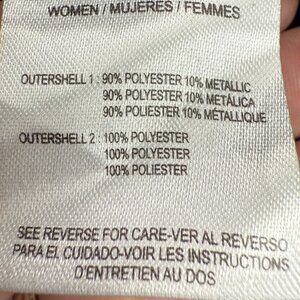 WOMEN / MUJERES / FEMMES
OUTERSHELL 1 : 90% POLYESTER 10% METALLIC
90% POLYESTER 10% METÁLICA
90% POLIESTER 10% MÉTALLIQUE
OUTERSHELL 2 : 100% POLYESTER
100% POLYESTER
100% POLIESTER
SEE REVERSE FOR CARE-VER AL REVERSO
PARA EL CUIDADO-VOIR LES INSTRUCTIONS
D'ENTRETIEN AU DOS